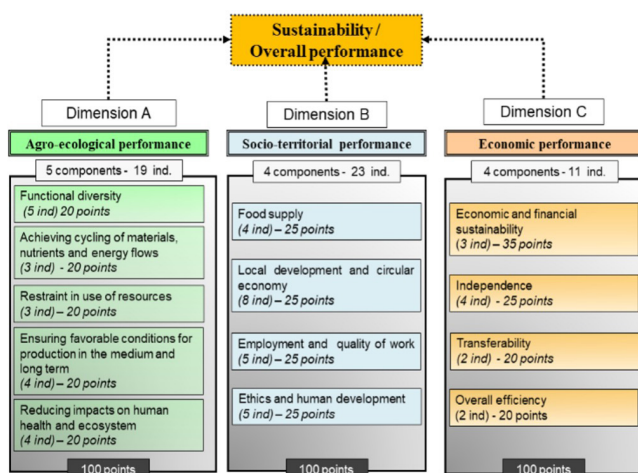 Sustainability /
Overall performance
Dimension A
Agro-ecological performance
5 components - 19 ind.
Functional diversity
(5 ind) 20 points
Achieving cycling of materials,
nutrients and energy flows
(3 ind) - 20 points
Restraint in use of resources
(3 ind) – 20 points
Ensuring favorable conditions for
production in the medium and
long term
(4 ind) – 20 points
Reducing impacts on human
health and ecosystem
(4 ind) – 20 points
100 points
Dimension B
Socio-territorial performance
4 components - 23 ind.
Food supply
(4 ind) – 25 points
Local development and circular
economy
(8 ind) – 25 points
Employment and quality of work
(5 ind) – 25 points
Ethics and human development
(5 ind) – 25 points
100 points
Dimension C
Economic performance
4 components - 11 ind.
Economic and financial
sustainability
(3 ind) – 35 points
Independence
(4 ind) - 25 points
Transferability
(2 ind) - 20 points
Overall efficiency
(2 ind) - 20 points
100 points